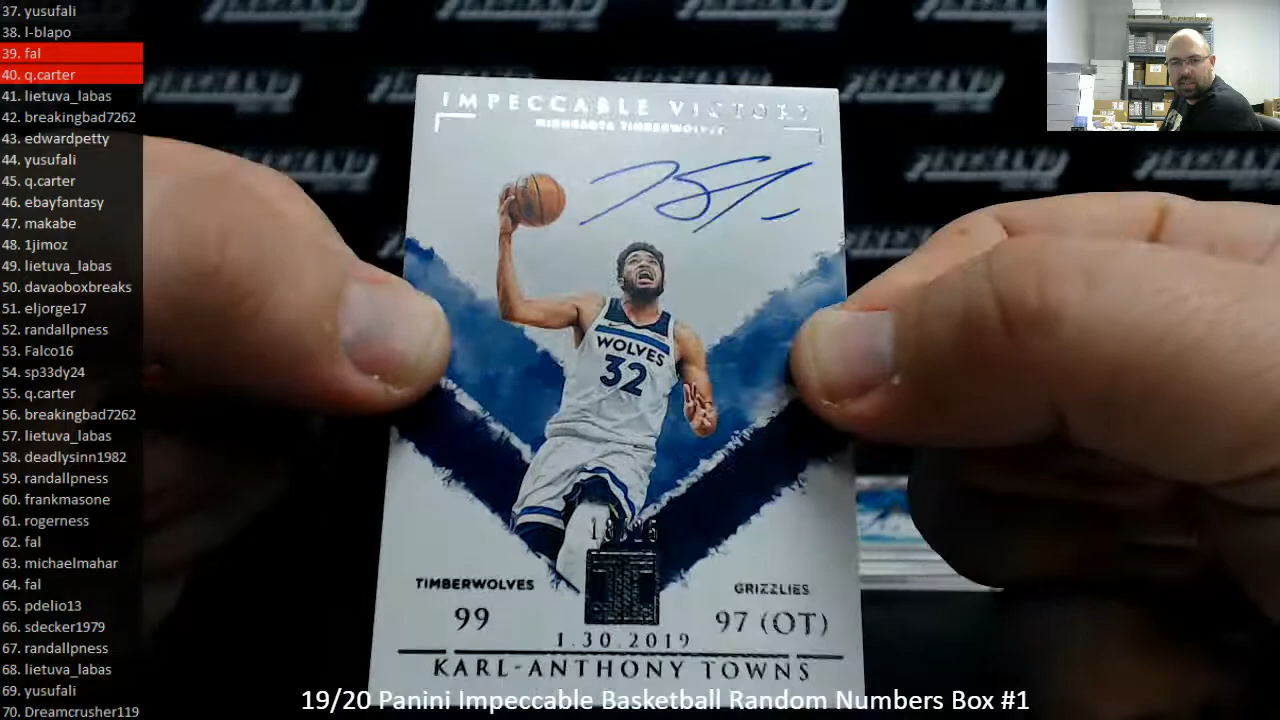 37. yusufali
38. l-blapo
39. fal
40. q.carter
41. lietuva_labas
42. breakingbad7262
43. edwardpetty
44. yusufali
45. q.carter
46. ebayfantasy
47. makabe
48. 1jimoz
49. lietuva_labas
50. davaoboxbreaks
51. eljorge17
52. randallpness
53. Falco16
54. sp33dy24
55. q.carter
56. breakingbad7262
57. lietuva_labas
58. deadlysinn1982
59. randallpness
60. frankmasone
61. rogerness
62. fal
63. michaelmahar
64. fal
65. pdelio13
66. sdecker1979
67. randallpness
68. lietuva_labas
69. yusufali
70. Dreamcrusher119
IMPECCABLE VICTORY
MINNESOTA TIMBERWOLVES
WOLVES
32
TIMBERWOLVES
GRIZZLIES
99
97 (OT)
1.30.2019
KARL-ANTHONY TOWNS
19/20 Panini Impeccable Basketball Random Numbers Box #1